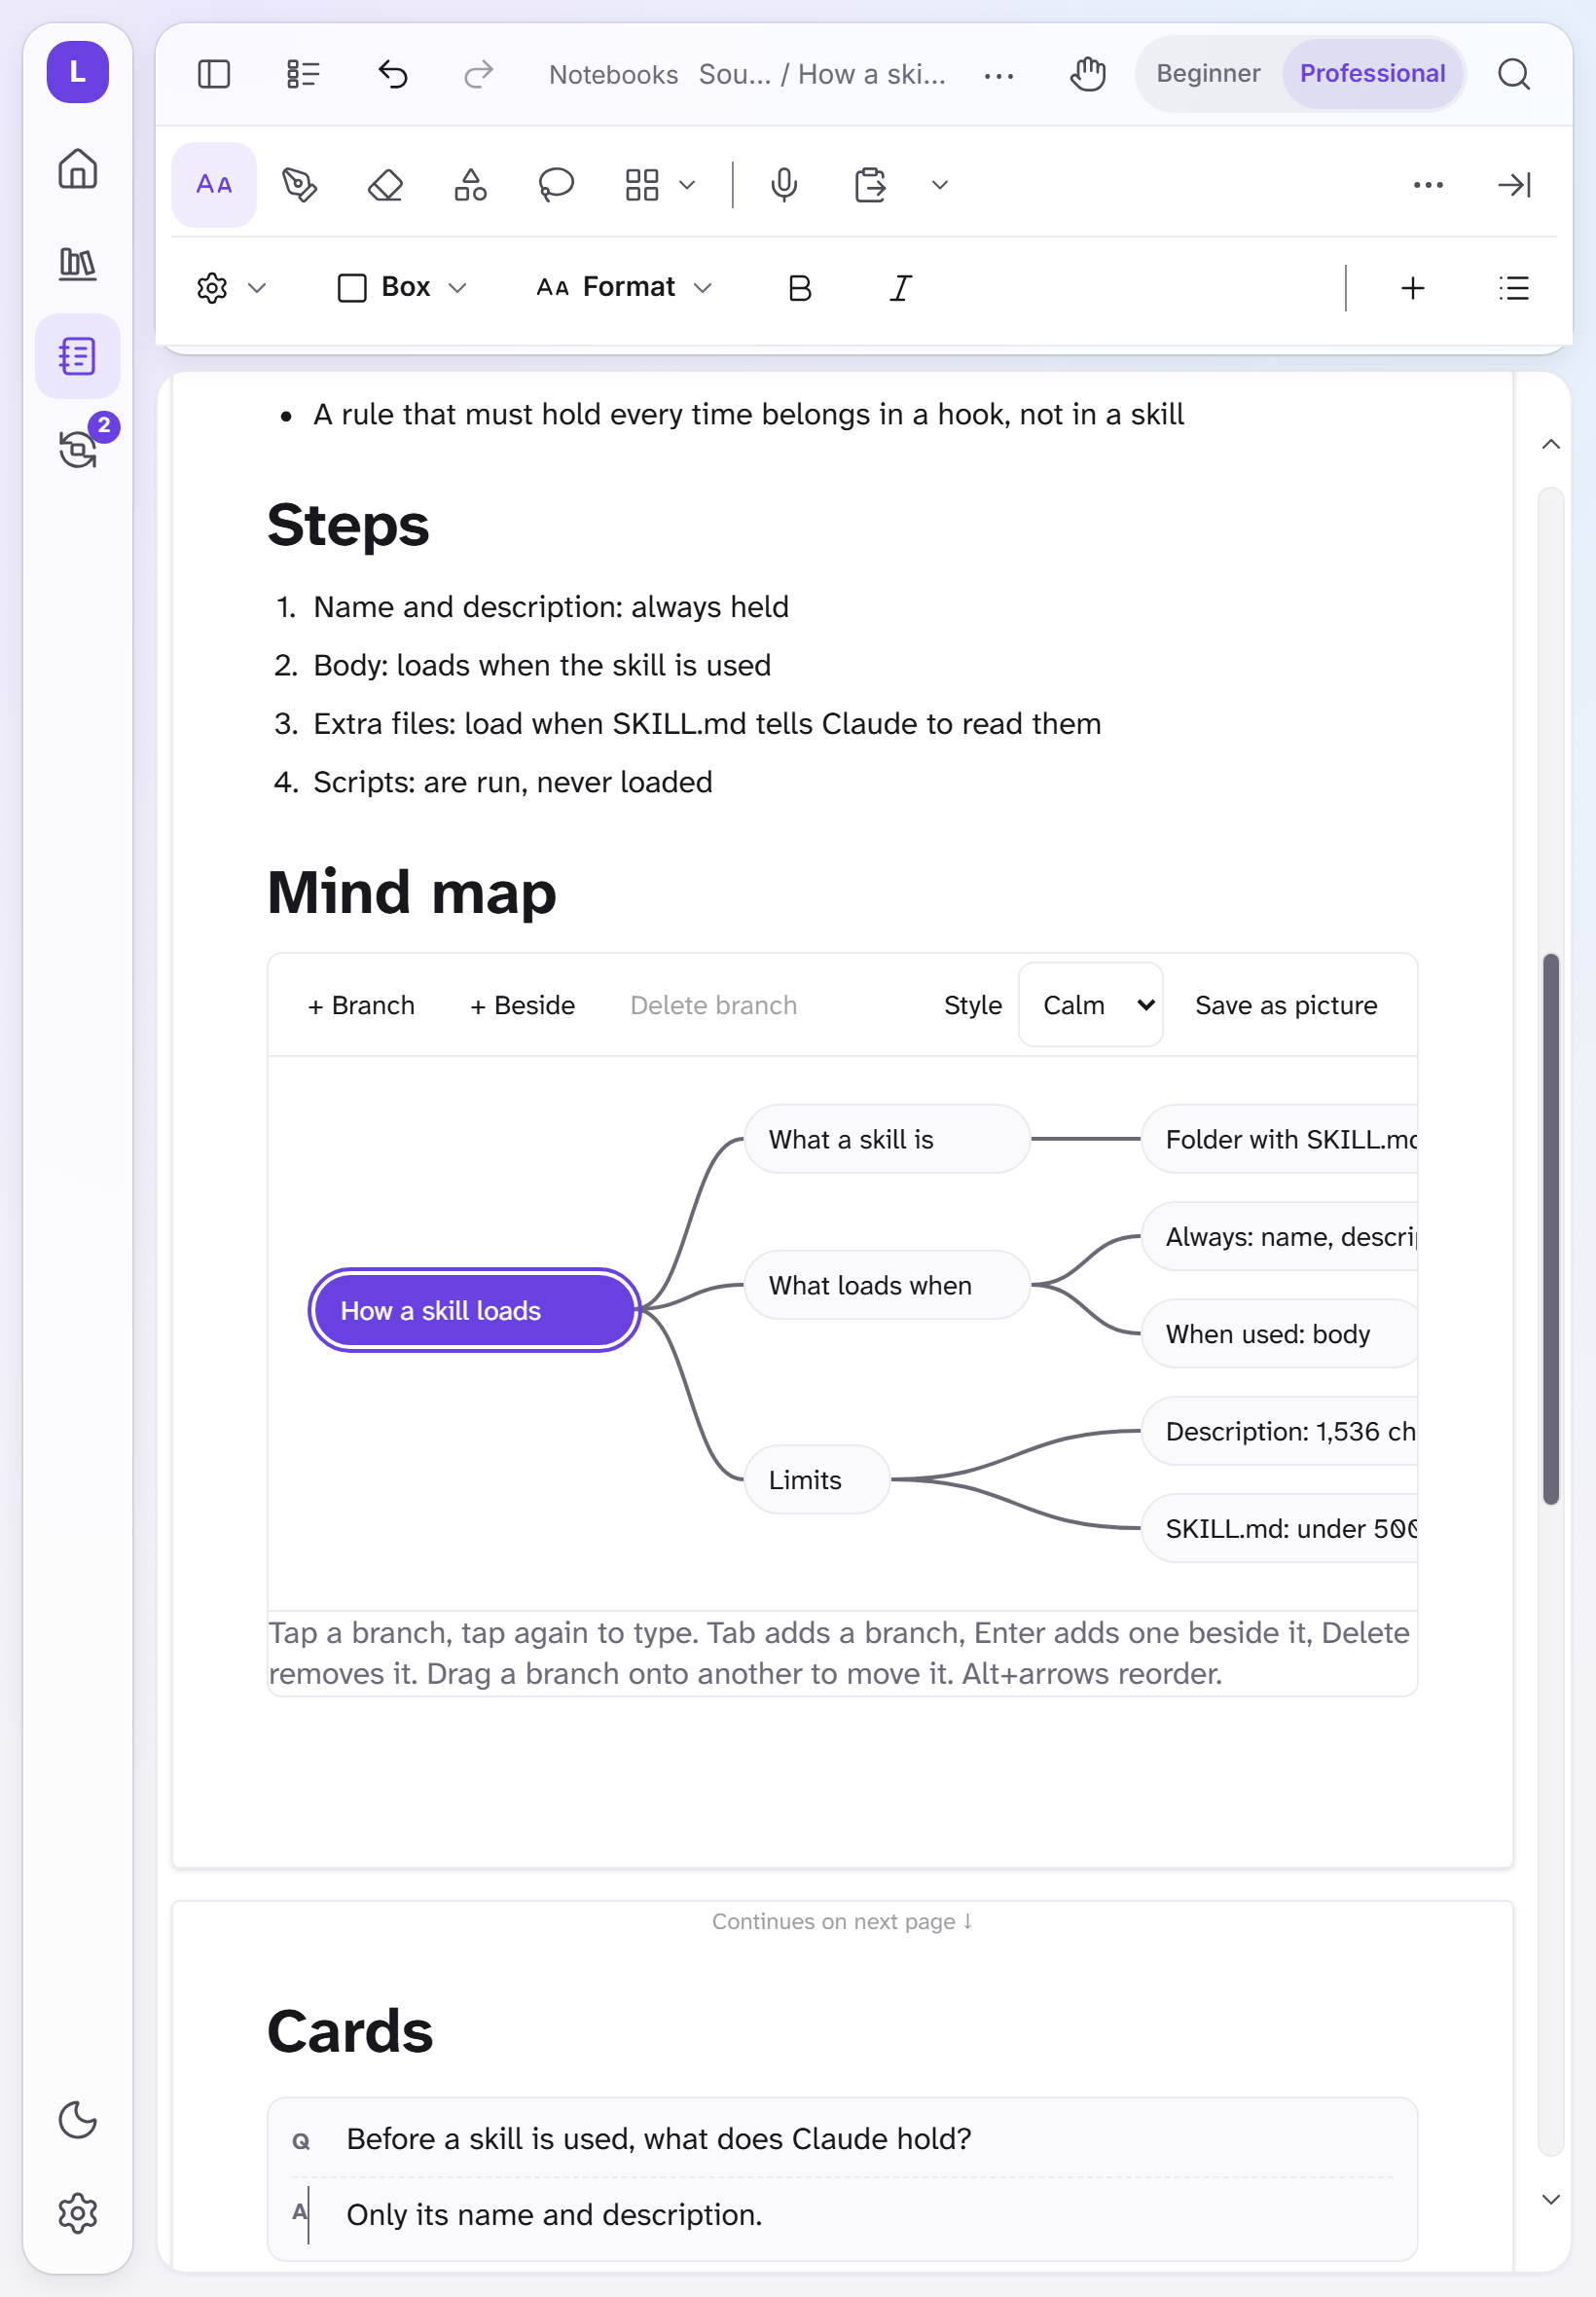 L
Notebooks Sou... / How a ski...
Beginner Professional
2
Box Format B I
• A rule that must hold every time belongs in a hook, not in a skill
Steps
1. Name and description: always held
2. Body: loads when the skill is used
3. Extra files: load when SKILL.md tells Claude to read them
4. Scripts: are run, never loaded
Mind map
+ Branch + Beside Delete branch Style Calm Save as picture
What a skill is
Folder with SKILL.md
Always: name, descri
What loads when
How a skill loads
When used: body
Description: 1,536 ch
Limits
SKILL.md: under 500
Tap a branch, tap again to type. Tab adds a branch, Enter adds one beside it, Delete
removes it. Drag a branch onto another to move it. Alt+arrows reorder.
Continues on next page ↓
Cards
Q Before a skill is used, what does Claude hold?
A Only its name and description.